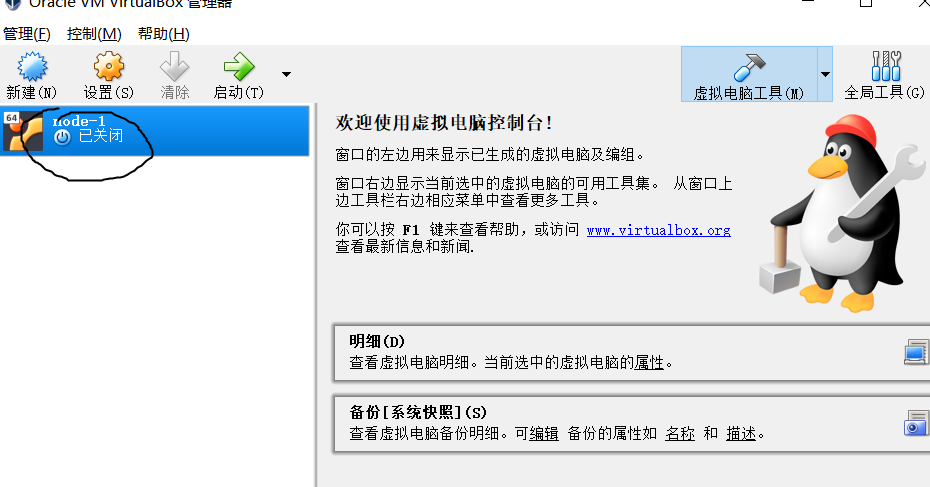 Oracle VM VirtualBox 管理器
管理(F) 控制(M) 帮助(H)
新建(N) 设置(S) 清除 启动(T) 虚拟电脑工具(M) 全局工具(G)
64 node-1
已关闭
欢迎使用虚拟电脑控制台!
窗口的左边用来显示已生成的虚拟电脑及编组。
窗口右边显示当前选中的虚拟电脑的可用工具集。 从窗口上
边工具栏右边相应菜单中查看更多工具。
你可以按 F1 键来查看帮助，或访问 www.virtualbox.org
查看最新信息和新闻.
明细(D)
查看虚拟电脑明细。当前选中的虚拟电脑的属性。
备份[系统快照](S)
查看虚拟电脑备份明细。可编辑 备份的属性如 名称 和 描述。